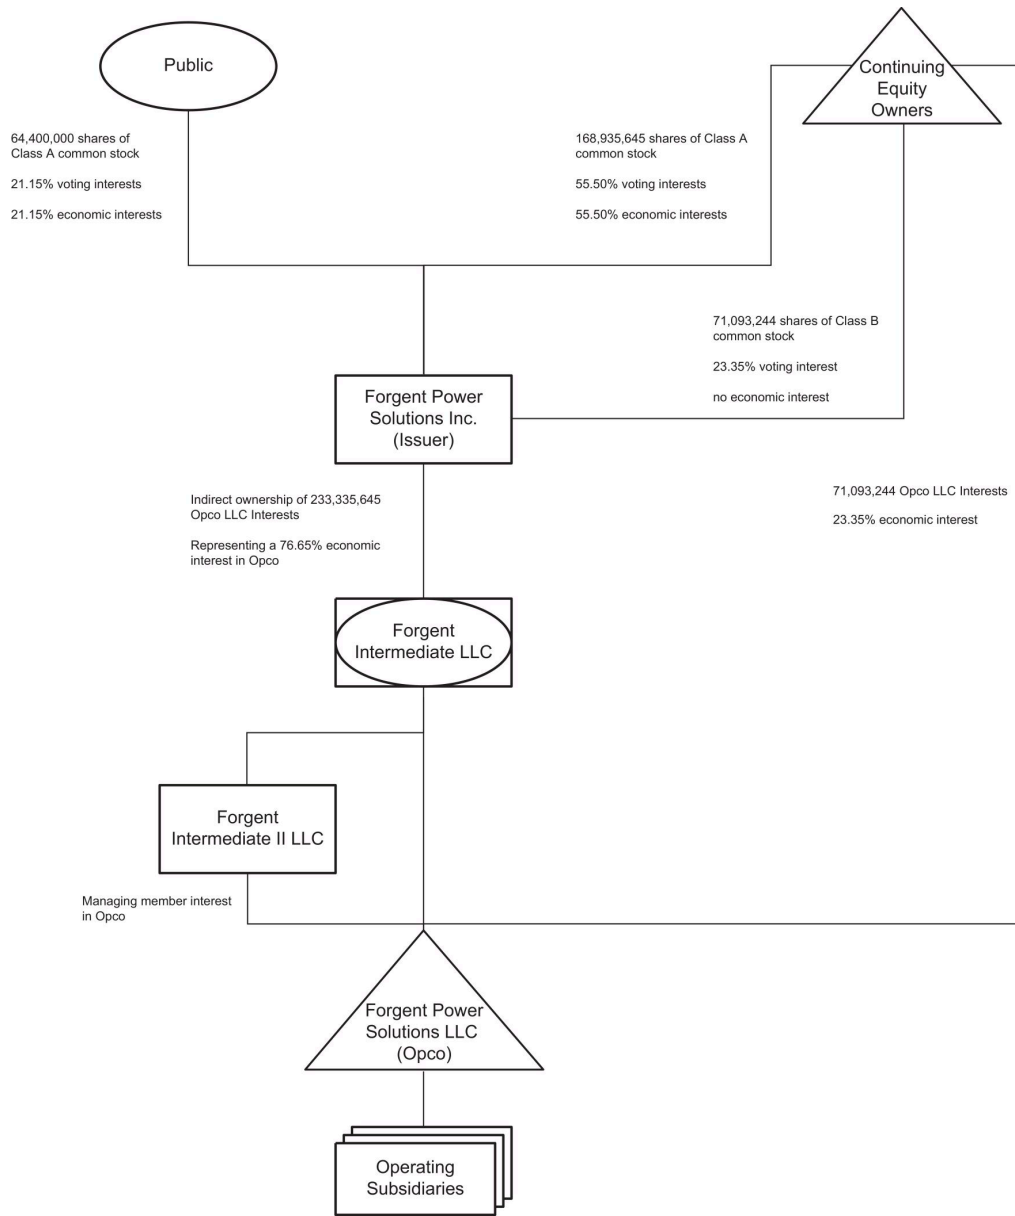 Public
Continuing
Equity
Owners
64,400,000 shares of
Class A common stock
21.15% voting interests
21.15% economic interests
168,935,645 shares of Class A
common stock
55.50% voting interests
55.50% economic interests
71,093,244 shares of Class B
common stock
23.35% voting interest
no economic interest
Forgent Power
Solutions Inc.
(Issuer)
Indirect ownership of 233,335,645
Opco LLC Interests
Representing a 76.65% economic
interest in Opco
71,093,244 Opco LLC Interests
23.35% economic interest
Forgent
Intermediate LLC
Forgent
Intermediate II LLC
Managing member interest
in Opco
Forgent Power
Solutions LLC
(Opco)
Operating
Subsidiaries